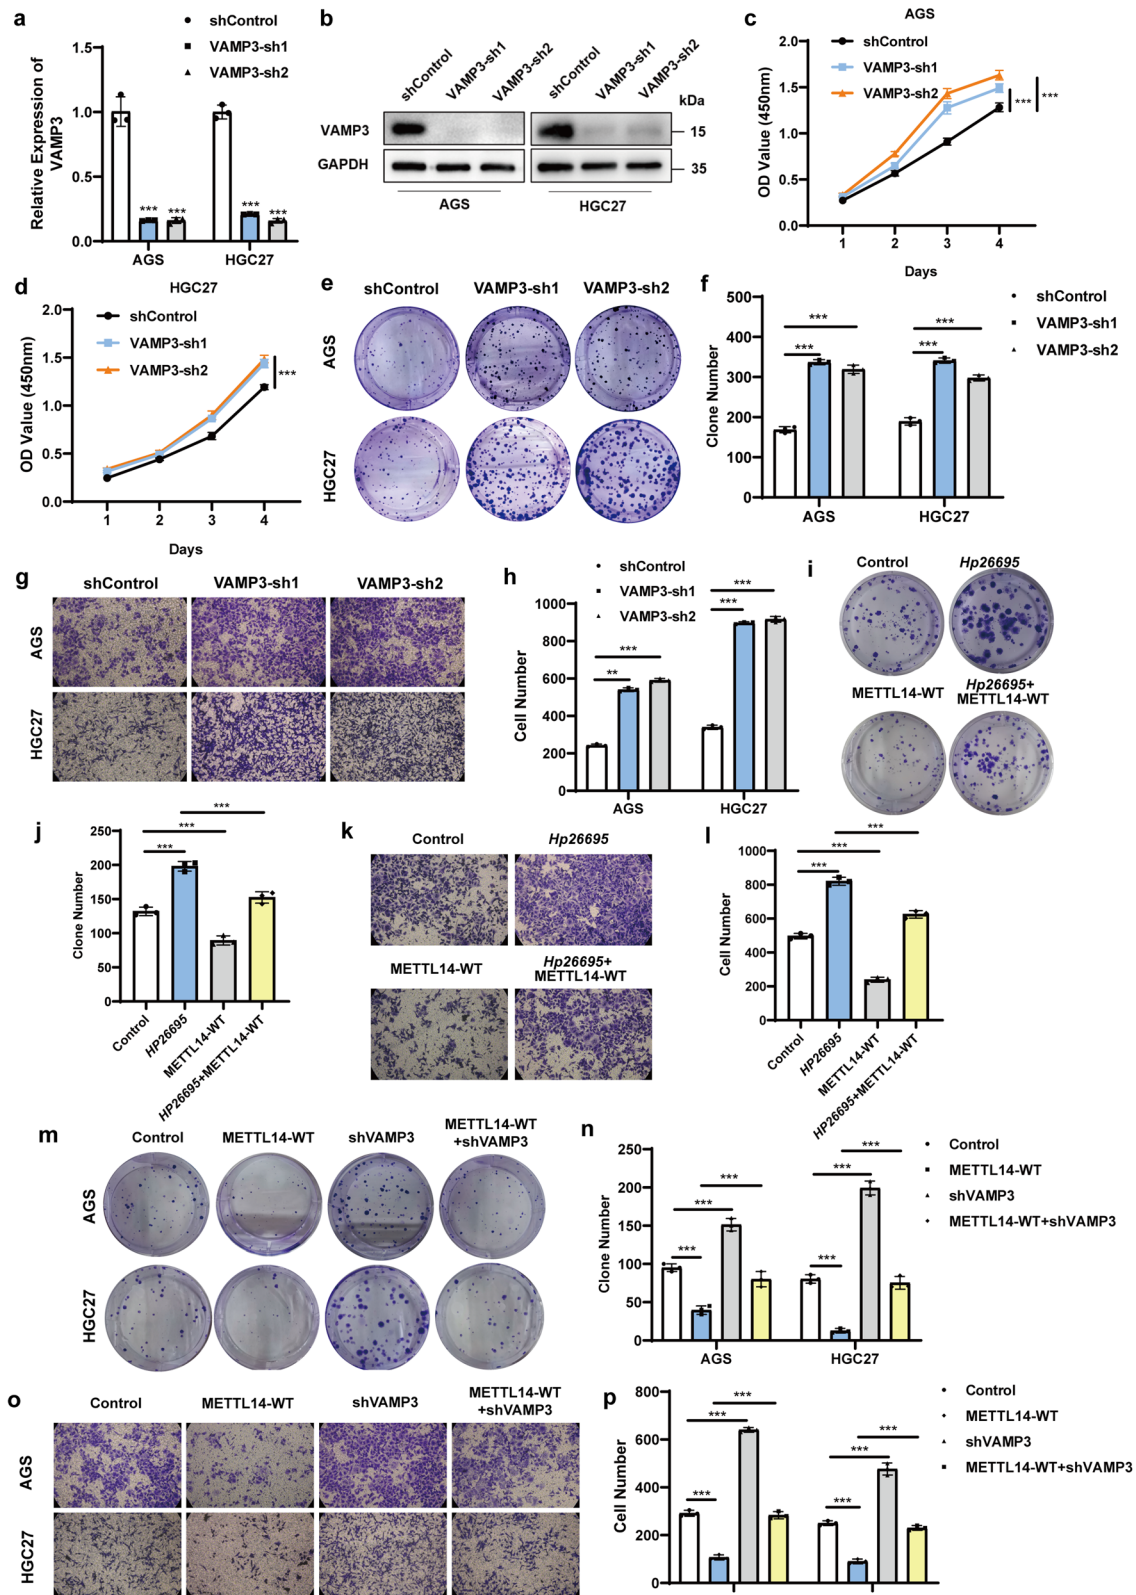 a
shControl
VAMP3-sh1
VAMP3-sh2
Relative Expression of
VAMP3
1.5
1.0
0.5
0.0
***
***
***
***
AGS
HGC27
b
shControl
VAMP3-sh1
VAMP3-sh2
shControl
VAMP3-sh1
VAMP3-sh2
kDa
VAMP3
15
GAPDH
35
AGS
HGC27
c
AGS
shControl
VAMP3-sh1
VAMP3-sh2
OD Value (450nm)
2.0
1.5
1.0
0.5
0.0
***
***
1
2
3
4
Days
d
HGC27
shControl
VAMP3-sh1
VAMP3-sh2
OD Value (450nm)
2.0
1.5
1.0
0.5
0.0
***
1
2
3
4
Days
e
shControl
VAMP3-sh1
VAMP3-sh2
AGS
HGC27
f
shControl
VAMP3-sh1
VAMP3-sh2
Clone Number
500
400
300
200
100
0
***
***
***
***
AGS
HGC27
g
shControl
VAMP3-sh1
VAMP3-sh2
AGS
HGC27
h
shControl
VAMP3-sh1
VAMP3-sh2
Cell Number
1000
800
600
400
200
0
**
***
***
***
AGS
HGC27
i
Control
Hp26695
METTL14-WT
Hp26695+
METTL14-WT
j
Clone Number
250
200
150
100
50
0
***
***
***
Control
HP26695
METTL14-WT
HP26695+METTL14-WT
k
Control
Hp26695
METTL14-WT
Hp26695+
METTL14-WT
l
Cell Number
1000
800
600
400
200
0
***
***
***
Control
HP26695
METTL14-WT
HP26695+METTL14-WT
m
Control
METTL14-WT
shVAMP3
METTL14-WT
+shVAMP3
AGS
HGC27
n
Control
METTL14-WT
shVAMP3
METTL14-WT+shVAMP3
Clone Number
250
200
150
100
50
0
***
***
***
***
***
***
AGS
HGC27
o
Control
METTL14-WT
shVAMP3
METTL14-WT
+shVAMP3
AGS
HGC27
p
Control
METTL14-WT
shVAMP3
METTL14-WT+shVAMP3
Cell Number
800
600
400
200
0
***
***
***
***
***
***
AGS
HGC27